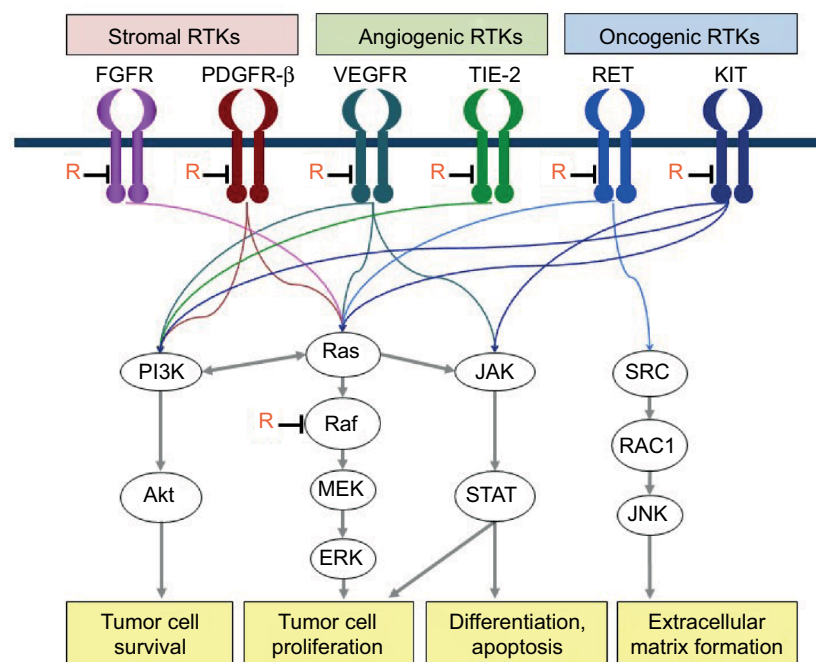 Stromal RTKs
Angiogenic RTKs
Oncogenic RTKs
FGFR
PDGFR-β
VEGFR
TIE-2
RET
KIT
R
R
R
R
R
R
PI3K
Ras
JAK
SRC
R
Raf
RAC1
Akt
MEK
STAT
JNK
ERK
Tumor cell
survival
Tumor cell
proliferation
Differentiation,
apoptosis
Extracellular
matrix formation